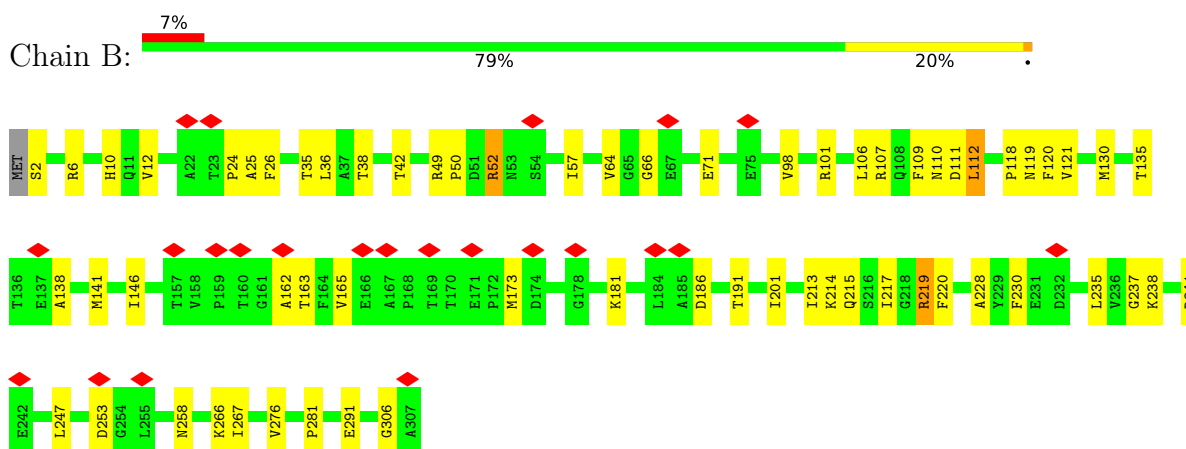 7%
Chain B:
79% 20% •
MET S2 R6 H10 Q11 V12 A22 T23 P24 A25 F26 T35 L36 A37 T38 T42 R49 P50 D51 R52 N53 S54 I57 V64 G65 G66 E67 E71 E75 V98 R101 L106 R107 Q108 F109 N110 D111 L112 P118 N119 F120 V121 M130 T135
T136 E137 A138 M141 I146 T157 V158 P159 T160 G161 A162 T163 F164 V165 E166 A167 P168 T169 T170 E171 P172 M173 D174 G178 K181 L184 A185 D186 T191 I201 I213 K214 Q215 S216 I217 G218 R219 F220 A228 Y229 F230 E231 D232 L235 V236 G237 K238
E242 L247 D253 G254 L255 N258 K266 I267 V276 P281 E291 G306 A307